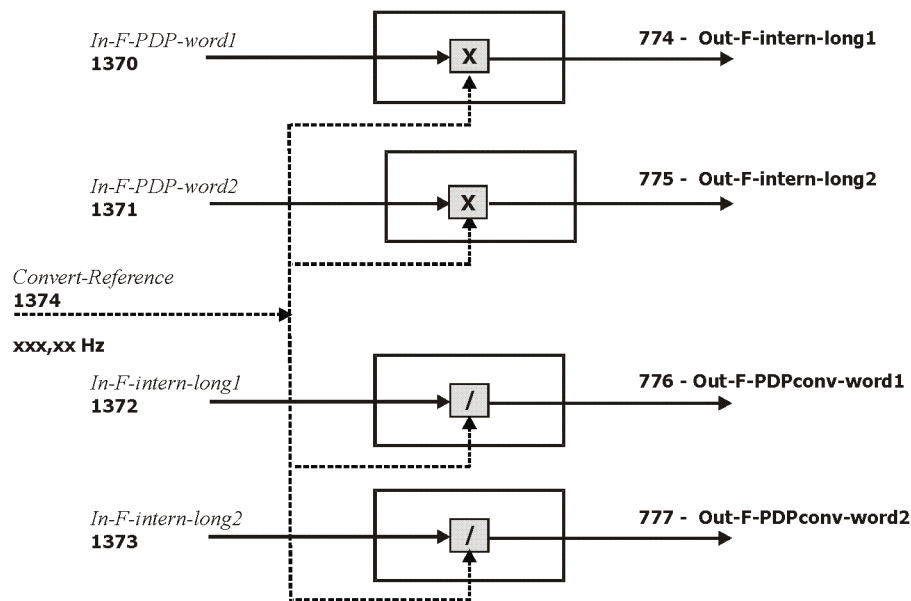 In-F-PDP-word1
1370
X
774 - Out-F-intern-long1
In-F-PDP-word2
1371
X
775 - Out-F-intern-long2
Convert-Reference
1374
xxx,xx Hz
In-F-intern-long1
1372
/
776 - Out-F-PDPconv-word1
In-F-intern-long2
1373
/
777 - Out-F-PDPconv-word2